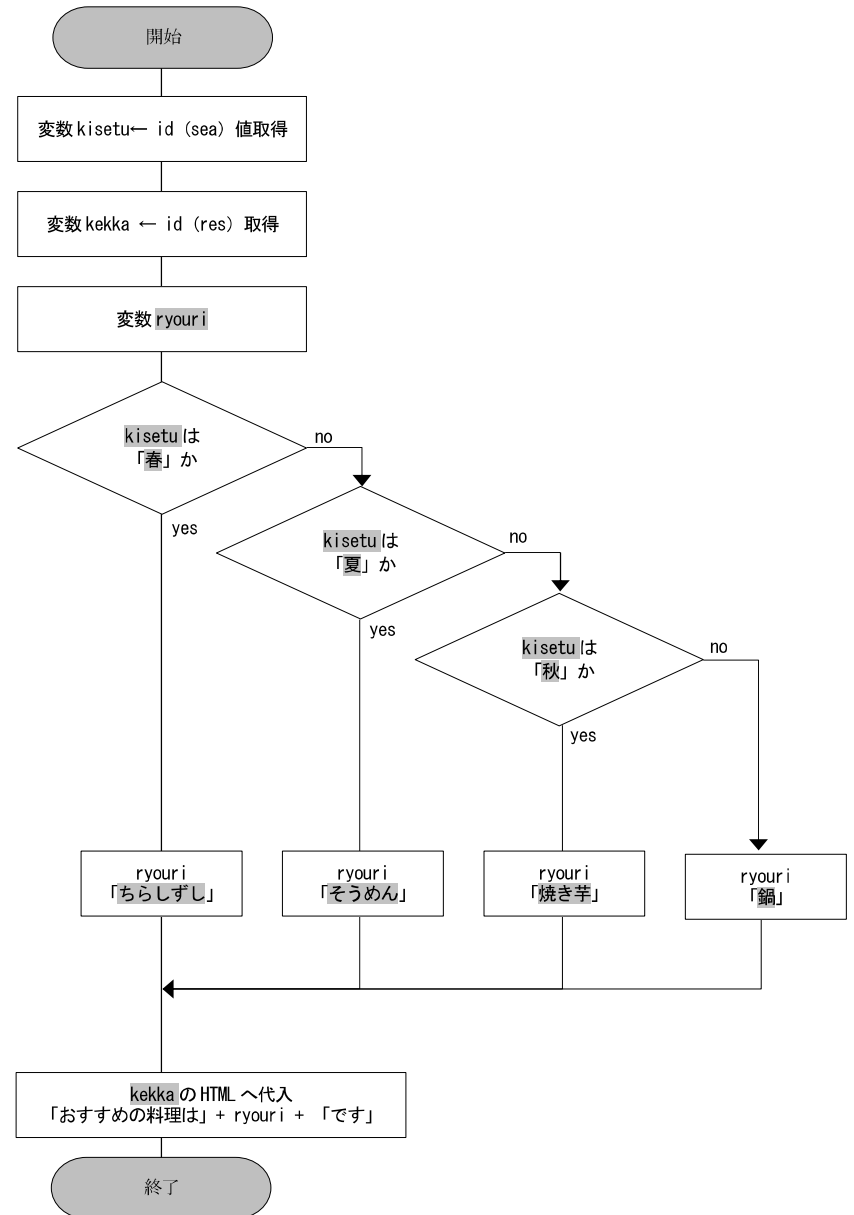 開始
変数 kisetu← id（sea）値取得
変数 kekka ← id（res）取得
変数 ryouri
kisetu は
「春」か
no
yes
kisetu は
「夏」か
no
yes
kisetu は
「秋」か
no
yes
ryouri
「ちらしずし」
ryouri
「そうめん」
ryouri
「焼き芋」
ryouri
「鍋」
kekka の HTML へ代入
「おすすめの料理は」+ ryouri + 「です」
終了